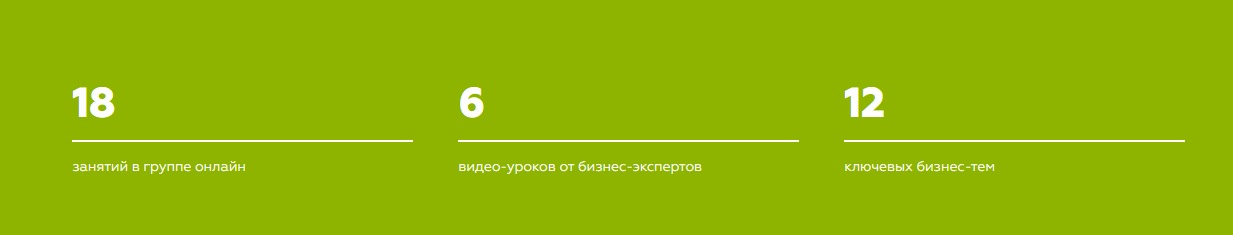 18
6
12
занятий в группе онлайн
видео-уроков от бизнес-экспертов
ключевых бизнес-тем